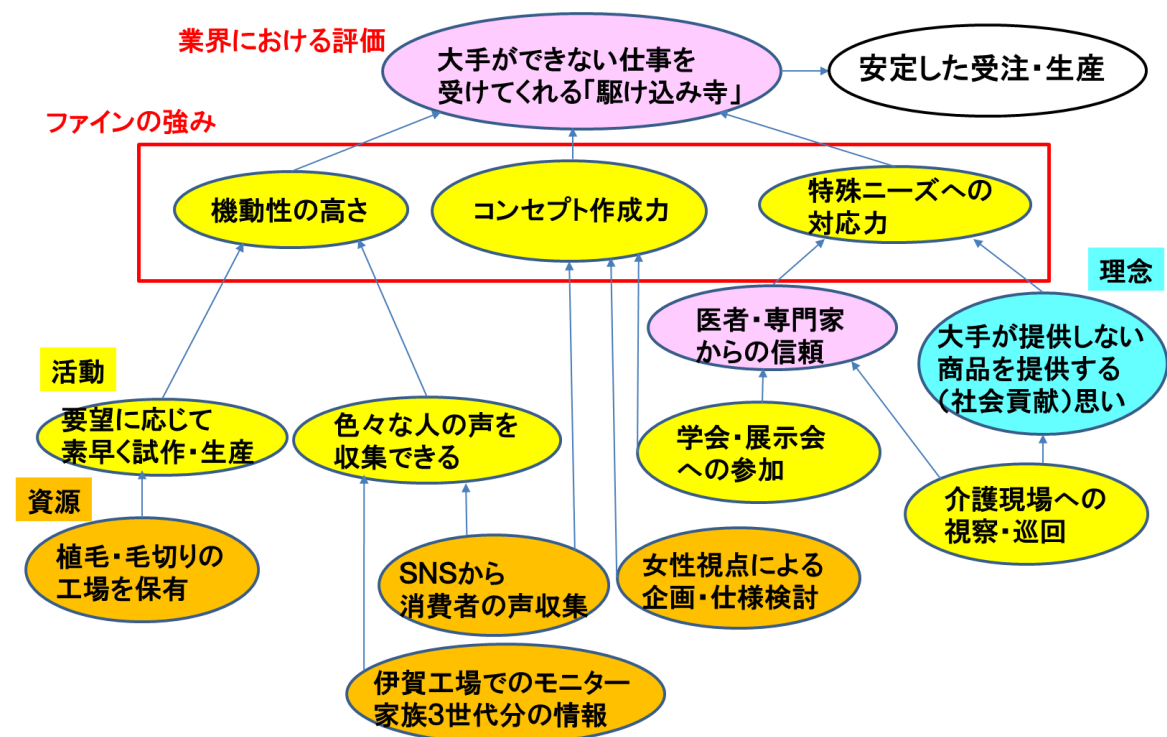 業界における評価
大手ができない仕事を
受けてくれる「駆け込み寺」
安定した受注・生産
ファインの強み
機動性の高さ
コンセプト作成力
特殊ニーズへの
対応力
理念
医者・専門家
からの信頼
大手が提供しない
商品を提供する
(社会貢献)思い
活動
要望に応じて
素早く試作・生産
色々な人の声を
収集できる
学会・展示会
への参加
介護現場への
視察・巡回
資源
植毛・毛切りの
工場を保有
SNSから
消費者の声収集
女性視点による
企画・仕様検討
伊賀工場でのモニター
家族3世代分の情報